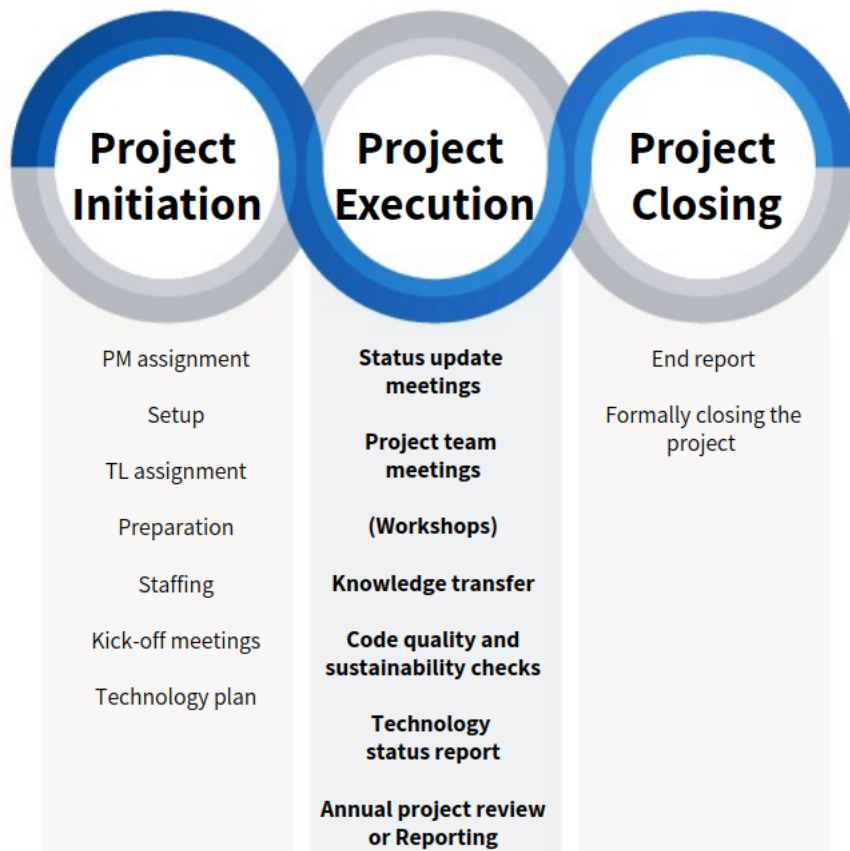 Project
Initiation
PM assignment
Setup
TL assignment
Preparation
Staffing
Kick-off meetings
Technology plan
Project
Execution
Status update
meetings
Project team
meetings
(Workshops)
Knowledge transfer
Code quality and
sustainability checks
Technology
status report
Annual project review
or Reporting
Project
Closing
End report
Formally closing the
project